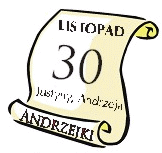 LISTOPAD
30
Justyny, Andrzeja
ANDRZEJKI